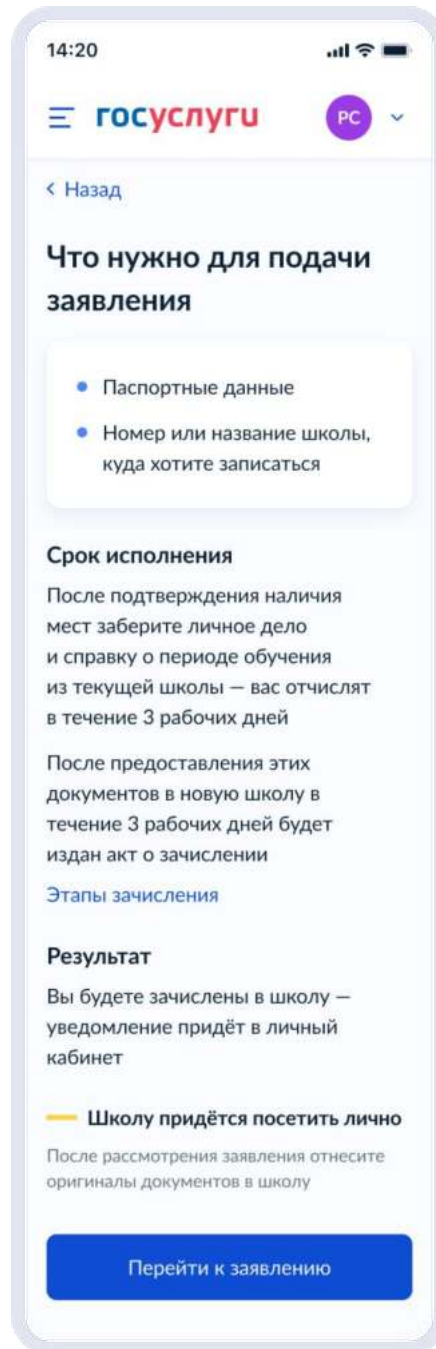 14:20
госуслуги
РС
Назад
Что нужно для подачи
заявления
Паспортные данные
Номер или название школы,
куда хотите записаться
Срок исполнения
После подтверждения наличия
мест заберите личное дело
и справку о периоде обучения
из текущей школы — вас отчислят
в течение 3 рабочих дней
После предоставления этих
документов в новую школу в
течение 3 рабочих дней будет
издан акт о зачислении
Этапы зачисления
Результат
Вы будете зачислены в школу —
уведомление придёт в личный
кабинет
Школу придётся посетить лично
После рассмотрения заявления отнесите
оригиналы документов в школу
Перейти к заявлению